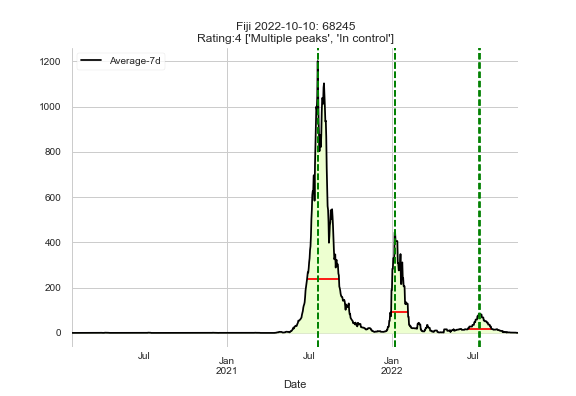 Fiji 2022-10-10: 68245
Rating:4 ['Multiple peaks', 'In control']
Average-7d
1200
1000
800
600
400
200
0
Jul
Jan
2021
Jul
Jan
2022
Jul
Date